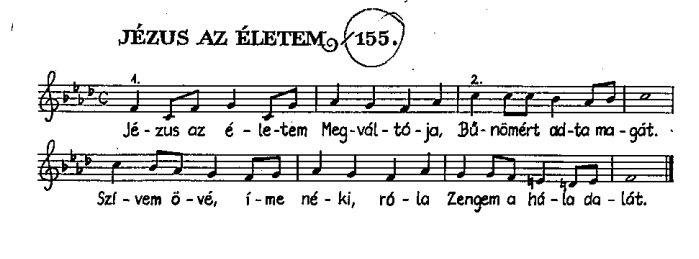 JÉZUS AZ ÉLETEM 155.
1. 2.
Jé-zus az é-le-tem Meg-vál-tó-ja, Bű-nömért ad-ta ma-gát.
Szí-vem ö-vé, í-me né-ki, ró-la Zengem a há-la da-lát.